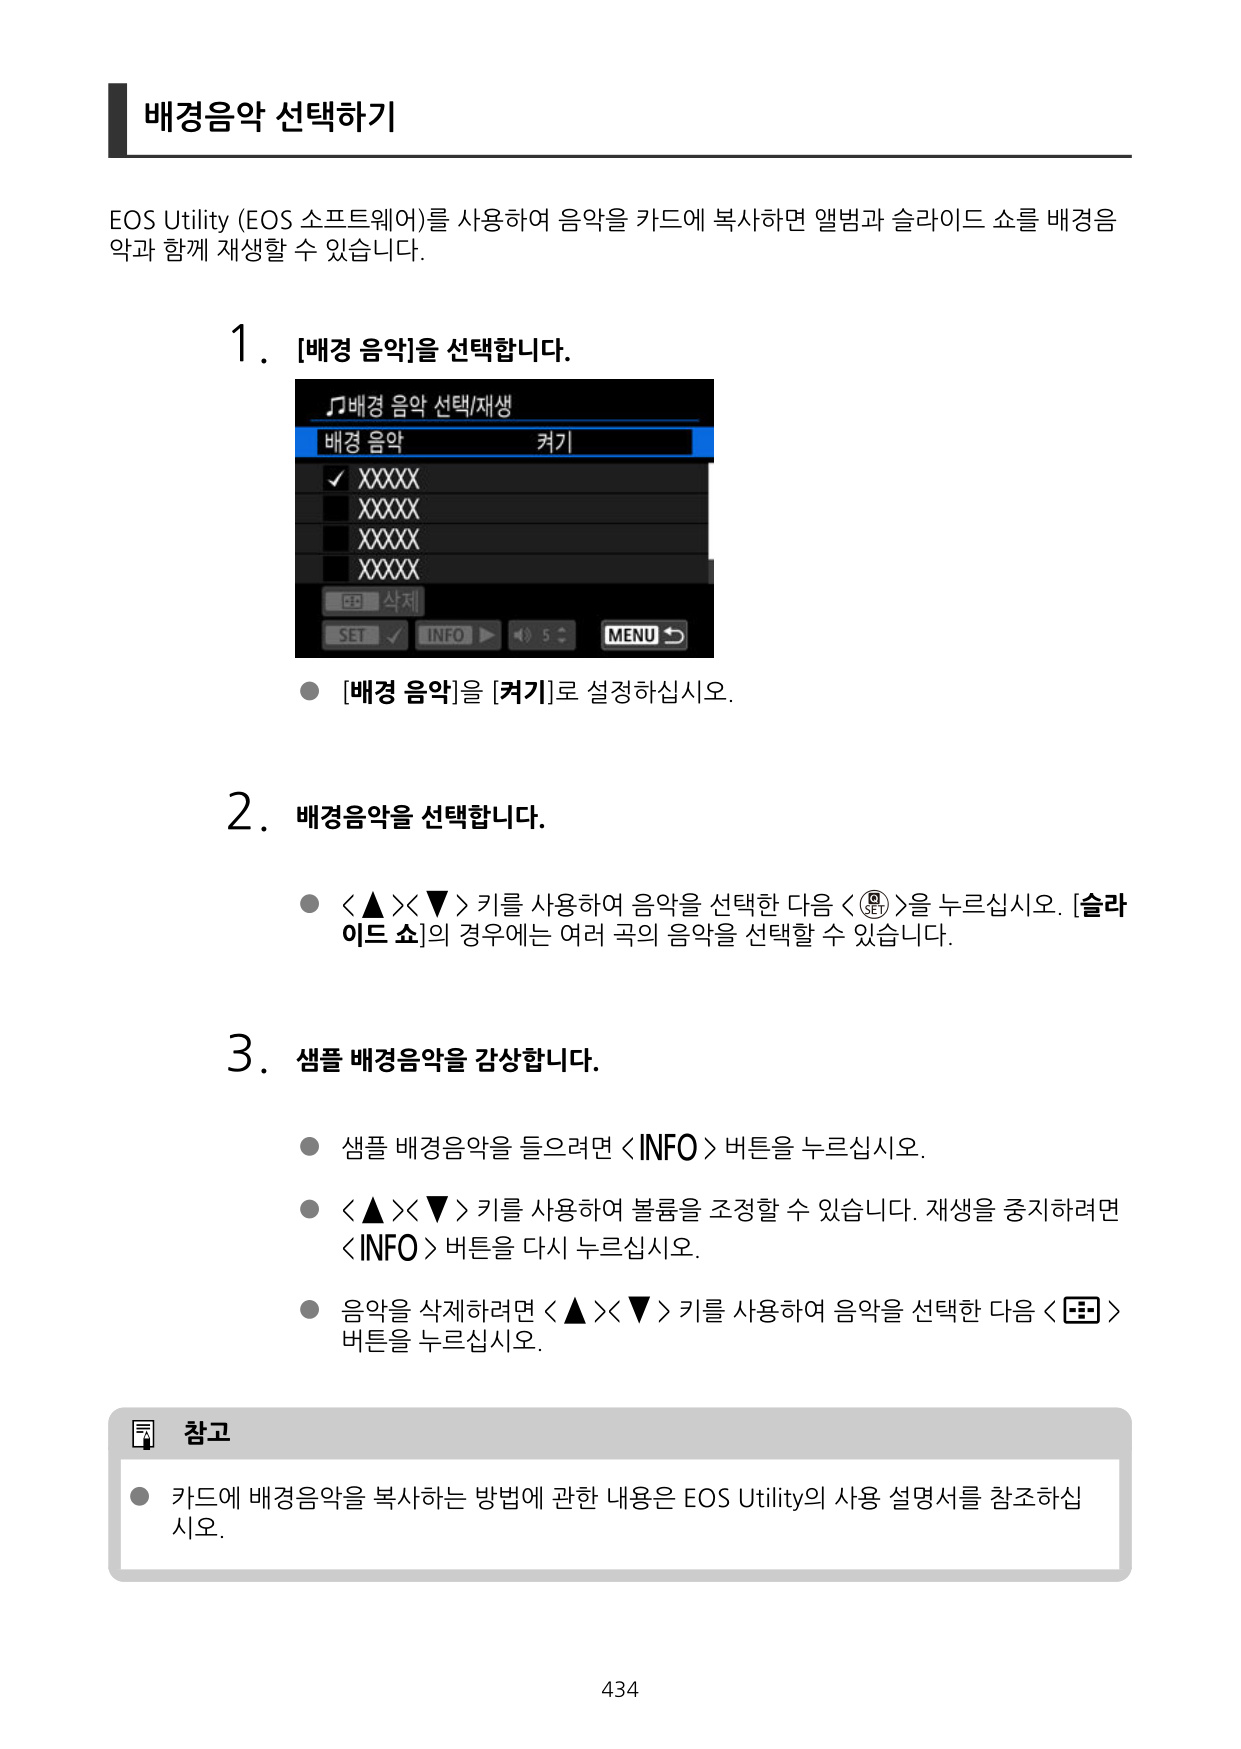 배경음악 선택하기
EOS Utility (EOS 소프트웨어)를 사용하여 음악을 카드에 복사하면 앨범과 슬라이드 쇼를 배경음
악과 함께 재생할 수 있습니다.
1. [배경 음악]을 선택합니다.
배경 음악 선택/재생
배경 음악 켜기
✓ XXXXX
XXXXX
XXXXX
XXXXX
삭제
SET ✓ INFO ▶ 5 MENU
● [배경 음악]을 [켜기]로 설정하십시오.
2. 배경음악을 선택합니다.
● <▲><▼> 키를 사용하여 음악을 선택한 다음 <SET>을 누르십시오. [슬라
이드 쇼]의 경우에는 여러 곡의 음악을 선택할 수 있습니다.
3. 샘플 배경음악을 감상합니다.
● 샘플 배경음악을 들으려면 <INFO> 버튼을 누르십시오.
● <▲><▼> 키를 사용하여 볼륨을 조정할 수 있습니다. 재생을 중지하려면
<INFO> 버튼을 다시 누르십시오.
● 음악을 삭제하려면 <▲><▼> 키를 사용하여 음악을 선택한 다음 < >
버튼을 누르십시오.
참고
● 카드에 배경음악을 복사하는 방법에 관한 내용은 EOS Utility의 사용 설명서를 참조하십
시오.
434